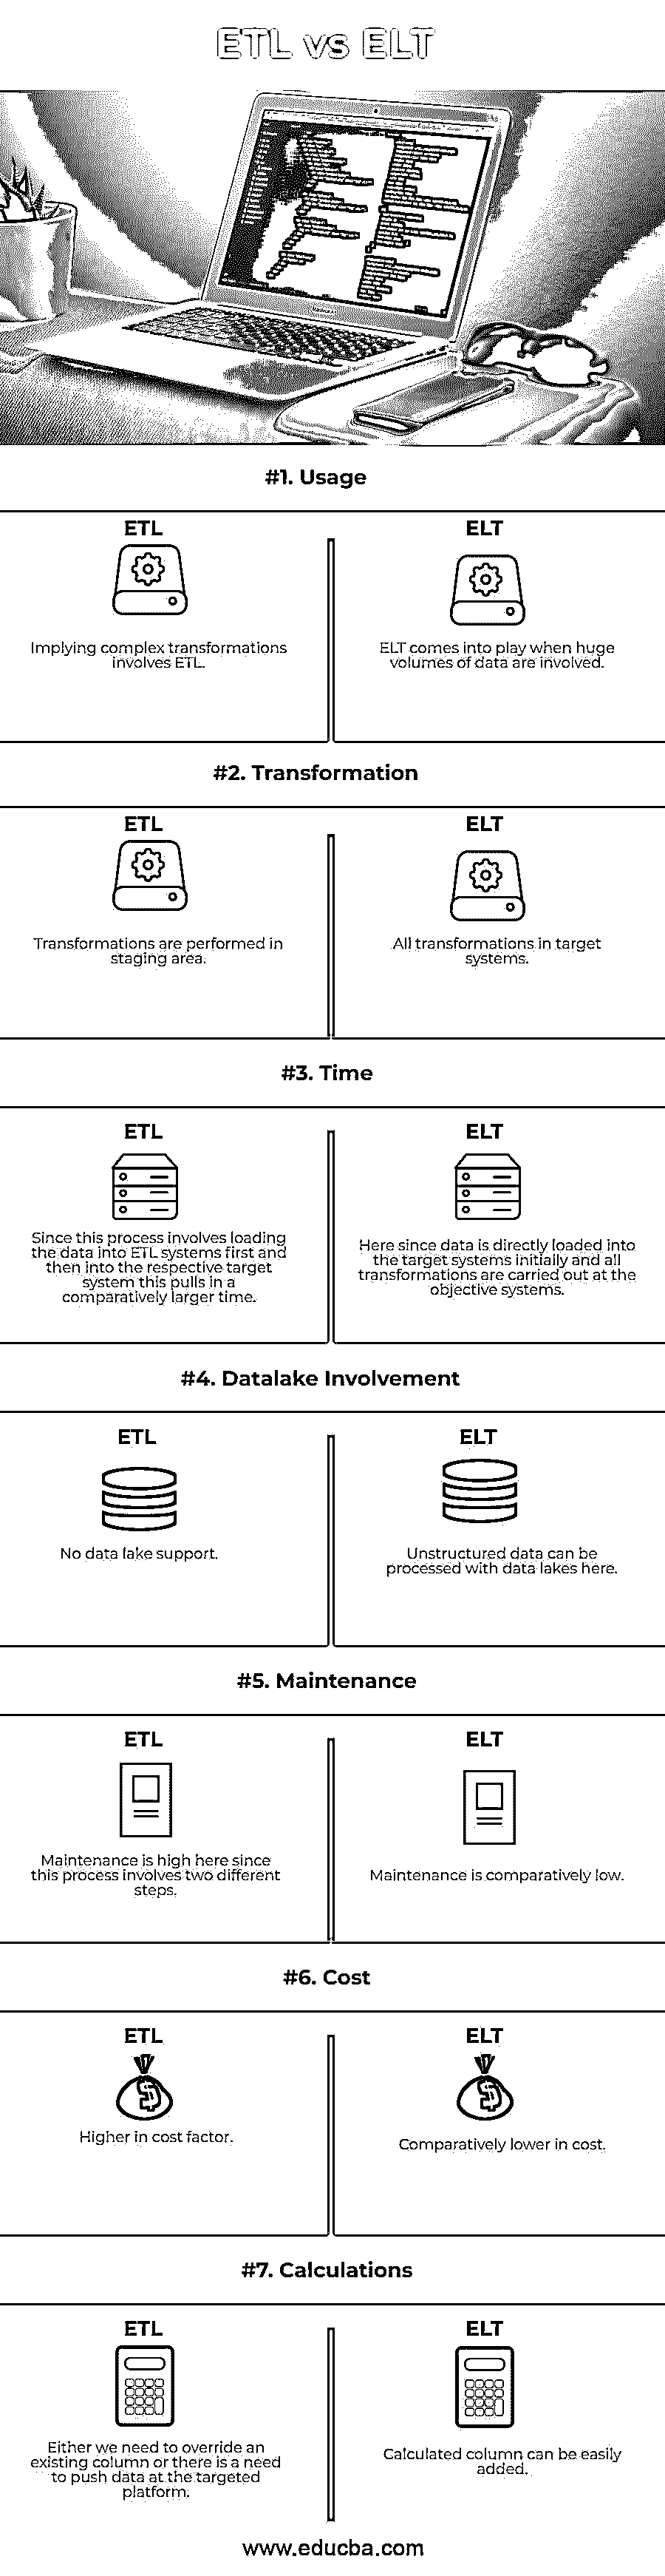 ETL vs ELT
#1. Usage
ETL
Implying complex transformations
involves ETL.
ELT
ELT comes into play when huge
volumes of data are involved.
#2. Transformation
ETL
Transformations are performed in
staging area.
ELT
All transformations in target
systems.
#3. Time
ETL
Since this process involves loading
the data into ETL systems first and
then into the respective target
system this pulls in a
comparatively larger time.
ELT
Here since data is directly loaded into
the target systems initially and all
transformations are carried out at the
objective systems.
#4. Datalake Involvement
ETL
No data lake support.
ELT
Unstructured data can be
processed with data lakes here.
#5. Maintenance
ETL
Maintenance is high here since
this process involves two different
steps.
ELT
Maintenance is comparatively low.
#6. Cost
ETL
Higher in cost factor.
ELT
Comparatively lower in cost.
#7. Calculations
ETL
Either we need to override an
existing column or there is a need
to push data at the targeted
platform.
ELT
Calculated column can be easily
added.
www.educba.com